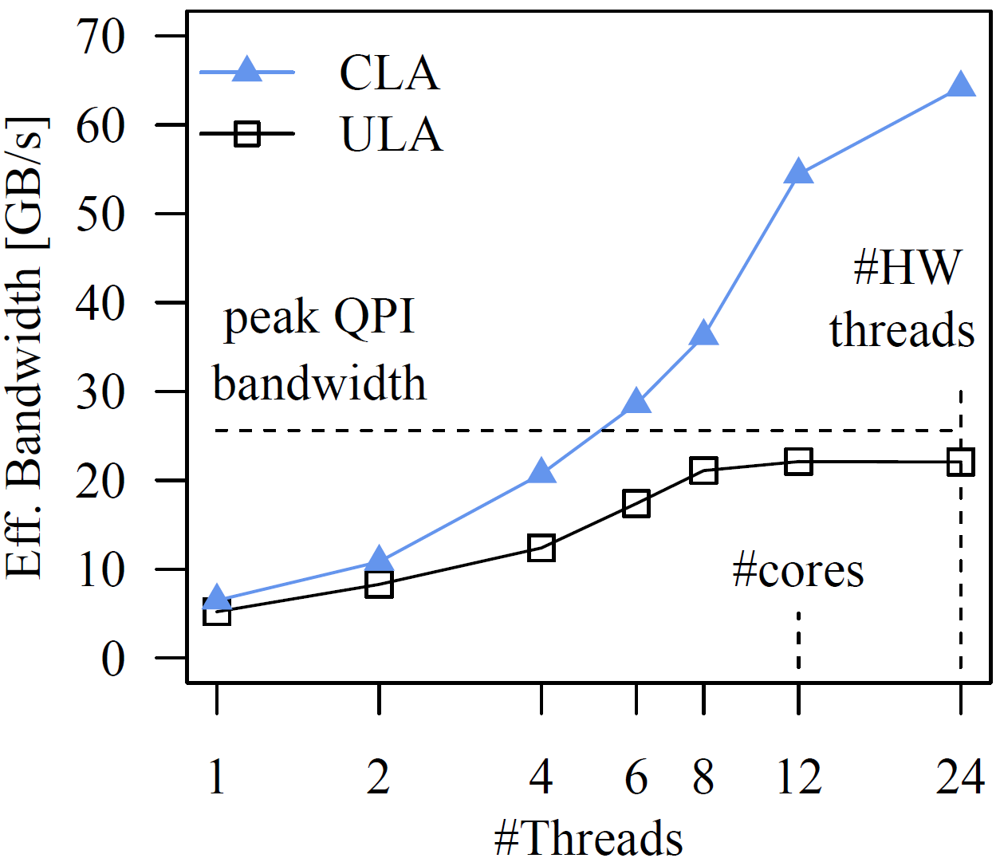 Eff. Bandwidth [GB/s]
70
60
50
40
30
20
10
0
CLA
ULA
peak QPI
bandwidth
#HW
threads
#cores
1 2 4 6 8 12 24
#Threads